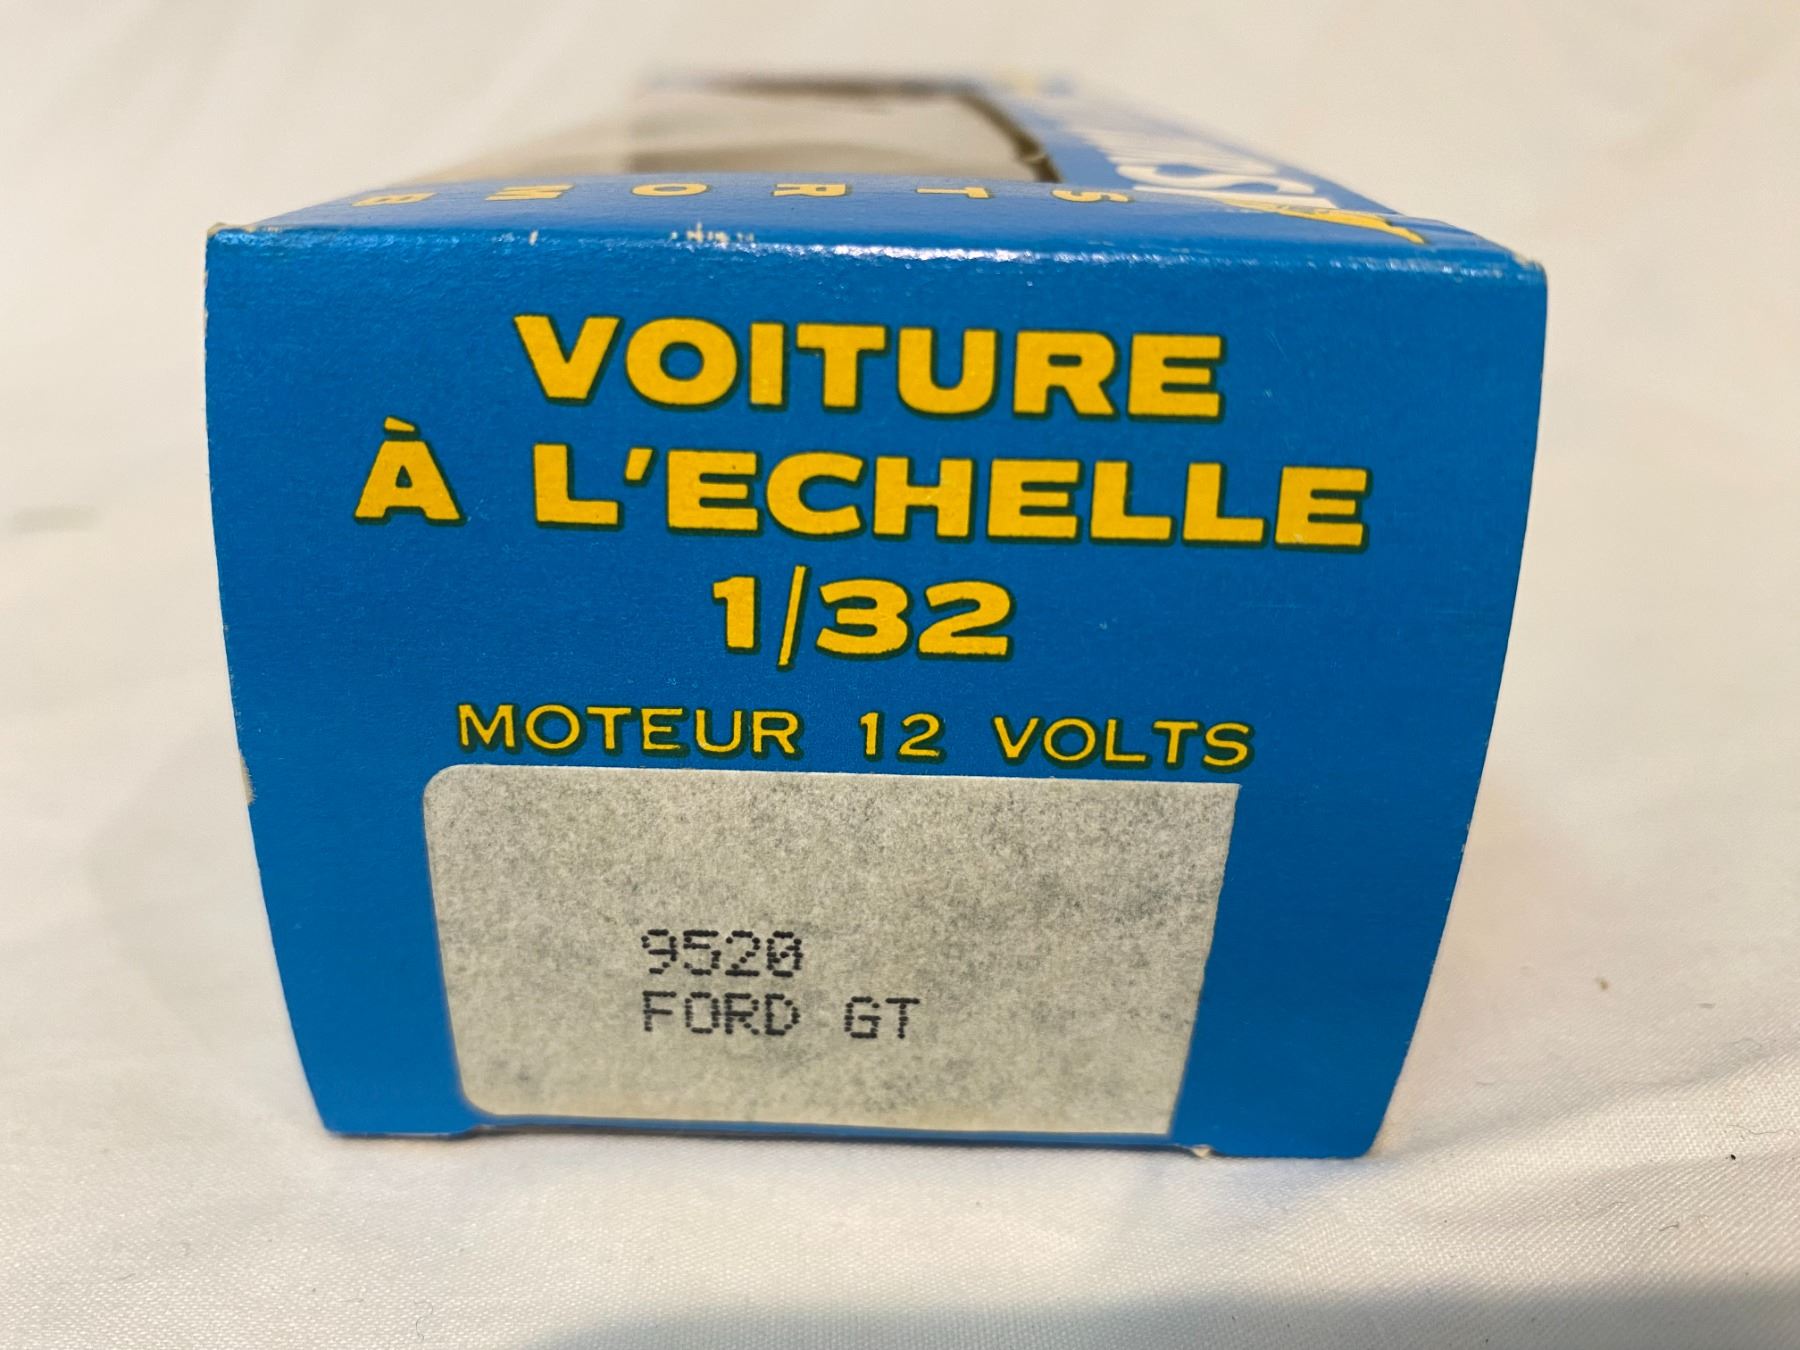 VOITURE
À L'ECHELLE
1/32
MOTEUR 12 VOLTS
9520
FORD GT